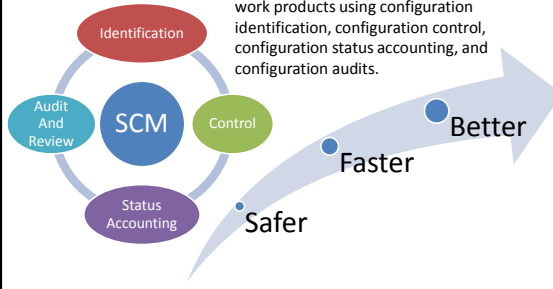 work products using configuration
identification, configuration control,
configuration status accounting, and
configuration audits.
Identification
Audit
And
Review
SCM
Control
Status
Accounting
Better
Faster
Safer